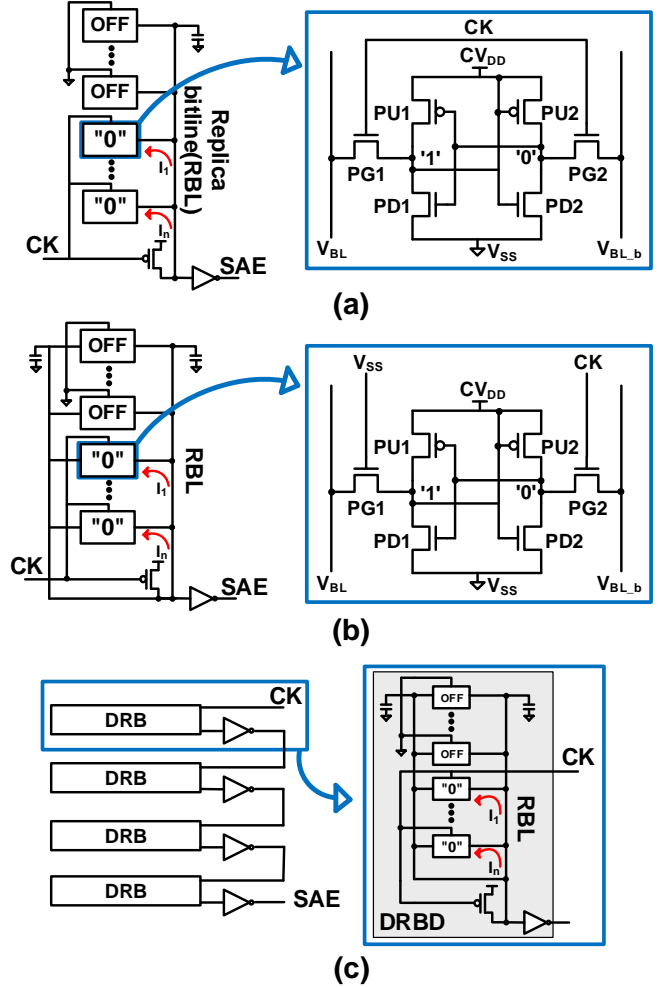 OFF
OFF
"0"
I1
"0"
In
CK
SAE
Replica
bitline(RBL)
CK
CVDD
PU1
PU2
'1'
'0'
PG1
PG2
PD1
PD2
VBL
VSS
VBL_b
(a)
OFF
OFF
"0"
I1
"0"
In
CK
SAE
RBL
VSS
CK
CVDD
PU1
PU2
'1'
'0'
PG1
PG2
PD1
PD2
VBL
VSS
VBL_b
(b)
CK
DRB
DRB
DRB
DRB
SAE
OFF
OFF
CK
"0"
I1
"0"
In
RBL
DRBD
(c)